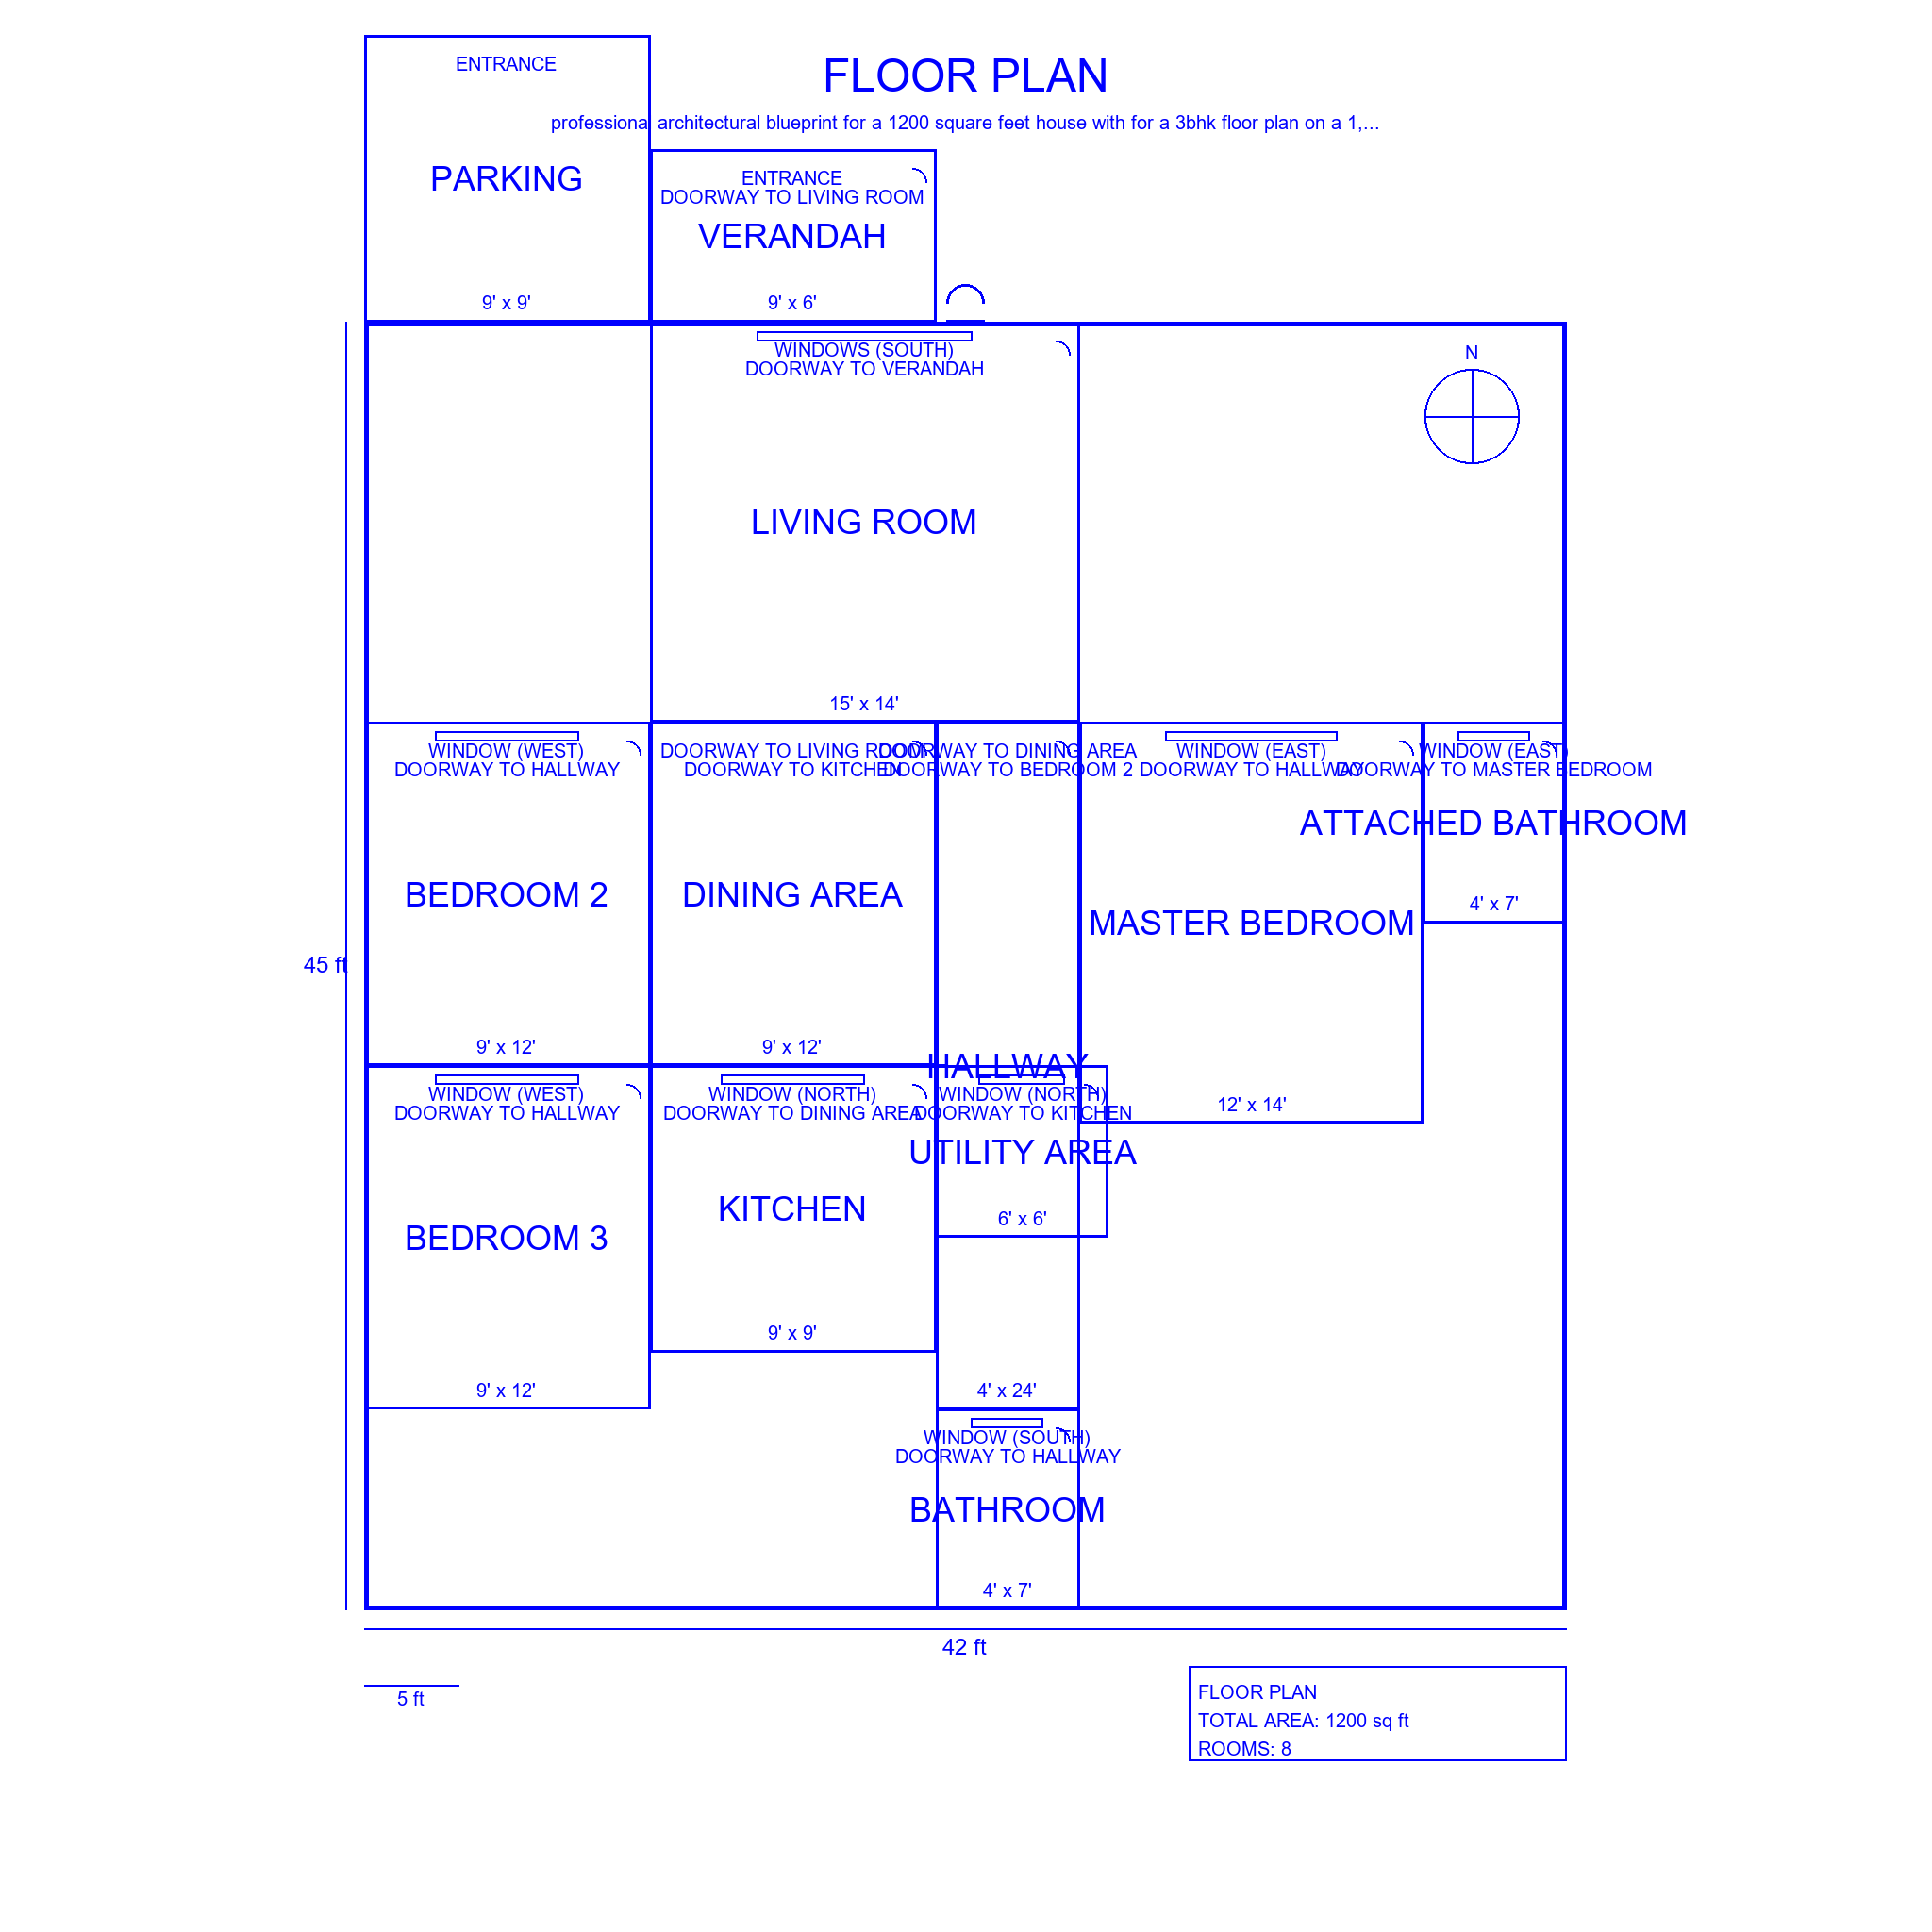 ENTRANCE
FLOOR PLAN
professional architectural blueprint for a 1200 square feet house with for a 3bhk floor plan on a 1,...
PARKING
ENTRANCE
DOORWAY TO LIVING ROOM
VERANDAH
9' x 9'
9' x 6'
WINDOWS (SOUTH)
DOORWAY TO VERANDAH
N
LIVING ROOM
15' x 14'
WINDOW (WEST)
DOORWAY TO HALLWAY
DOORWAY TO LIVING ROOM
DOORWAY TO KITCHEN
DOORWAY TO DINING AREA
DOORWAY TO BEDROOM 2
WINDOW (EAST)
DOORWAY TO HALLWAY
WINDOW (EAST)
DOORWAY TO MASTER BEDROOM
ATTACHED BATHROOM
BEDROOM 2
DINING AREA
MASTER BEDROOM
4' x 7'
45 ft
9' x 12'
9' x 12'
HALLWAY
12' x 14'
WINDOW (WEST)
DOORWAY TO HALLWAY
WINDOW (NORTH)
DOORWAY TO DINING AREA
WINDOW (NORTH)
DOORWAY TO KITCHEN
UTILITY AREA
KITCHEN
6' x 6'
BEDROOM 3
9' x 9'
9' x 12'
4' x 24'
WINDOW (SOUTH)
DOORWAY TO HALLWAY
BATHROOM
4' x 7'
42 ft
5 ft
FLOOR PLAN
TOTAL AREA: 1200 sq ft
ROOMS: 8